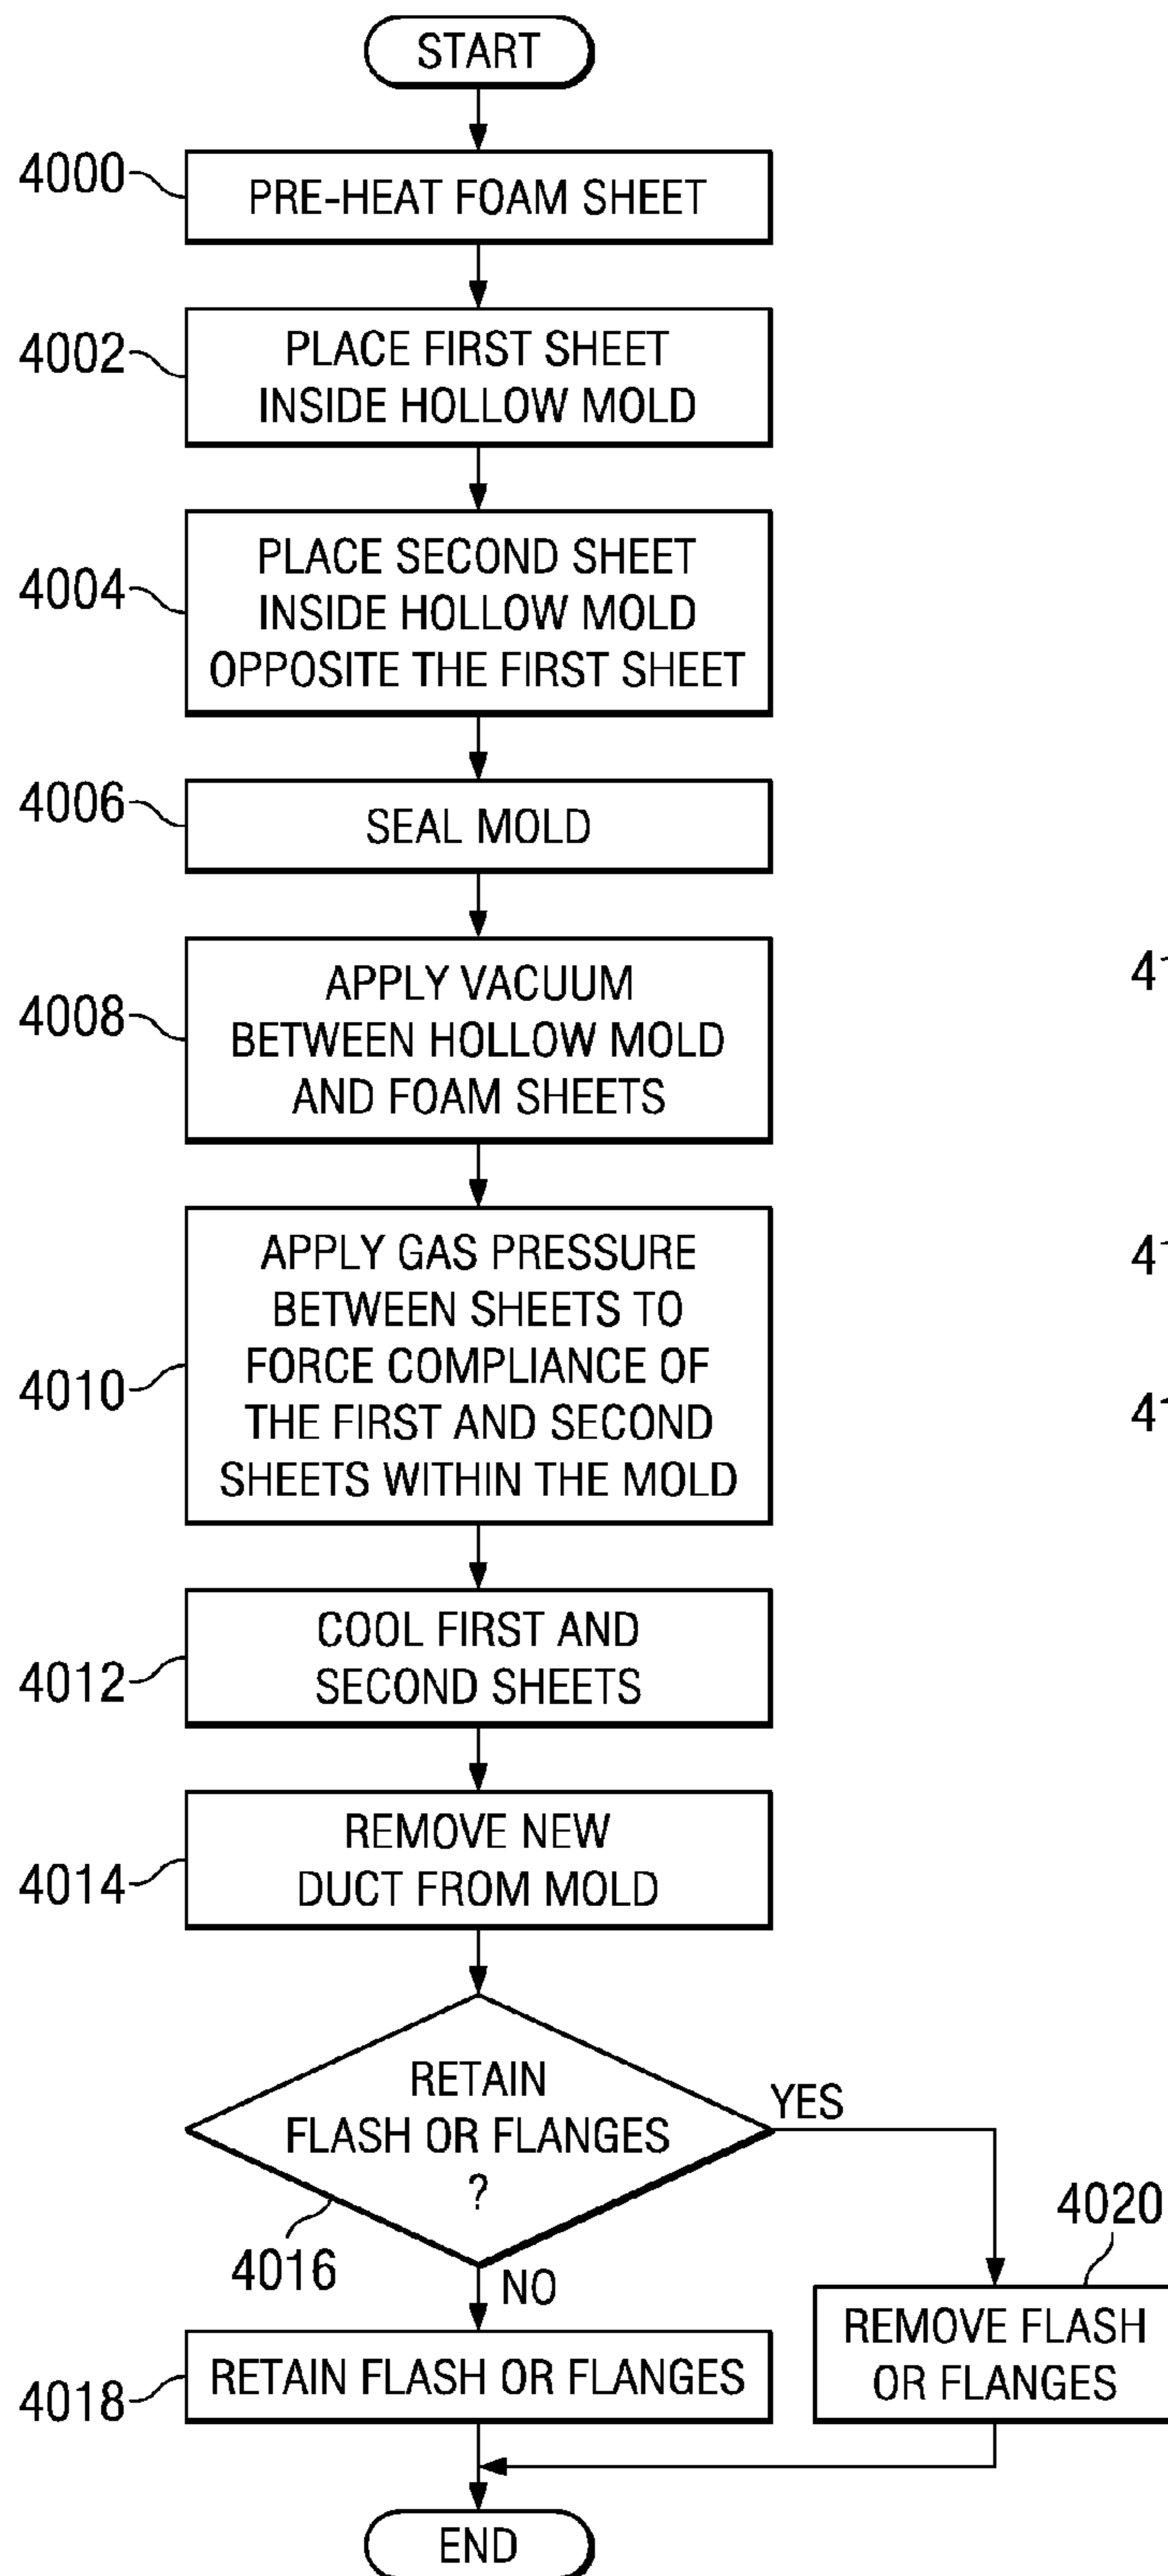 START
4000
PRE-HEAT FOAM SHEET
4002
PLACE FIRST SHEET
INSIDE HOLLOW MOLD
4004
PLACE SECOND SHEET
INSIDE HOLLOW MOLD
OPPOSITE THE FIRST SHEET
4006
SEAL MOLD
4008
APPLY VACUUM
BETWEEN HOLLOW MOLD
AND FOAM SHEETS
4010
APPLY GAS PRESSURE
BETWEEN SHEETS TO
FORCE COMPLIANCE OF
THE FIRST AND SECOND
SHEETS WITHIN THE MOLD
4012
COOL FIRST AND
SECOND SHEETS
4014
REMOVE NEW
DUCT FROM MOLD
RETAIN
FLASH OR FLANGES
?
4016
YES
NO
4018
RETAIN FLASH OR FLANGES
4020
REMOVE FLASH
OR FLANGES
END